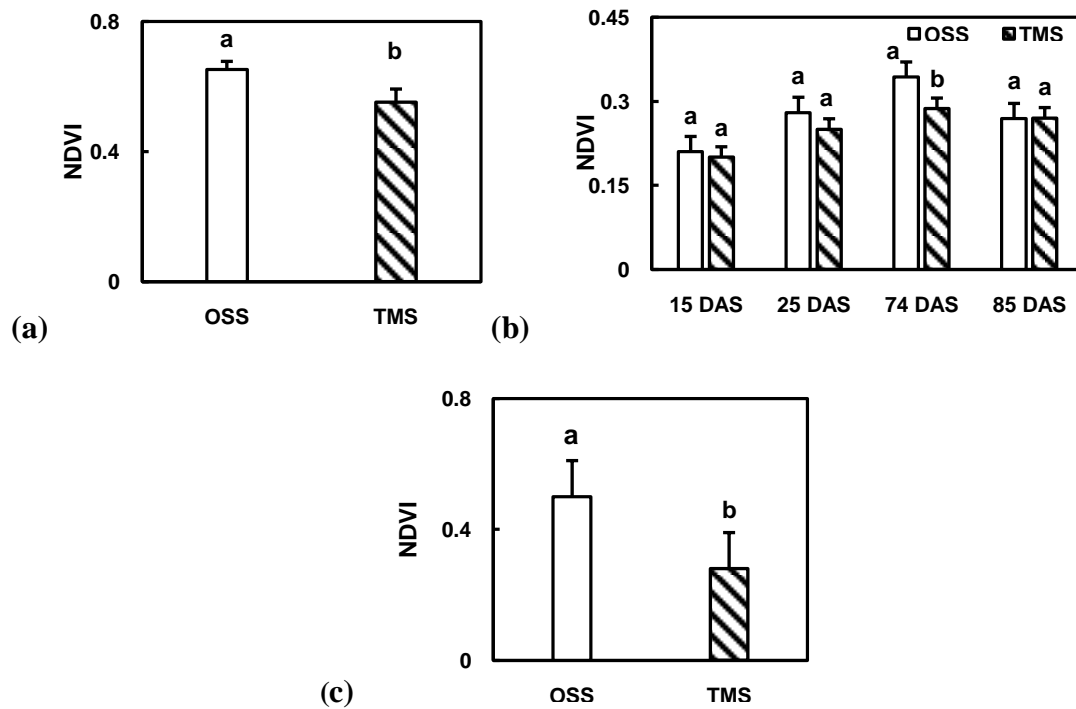 0.8
a
b
NDVI
0.4
0
OSS TMS
(a)
0.45
OSS TMS
a
a a b a a
0.3
a a
NDVI
0.15
0
15 DAS 25 DAS 74 DAS 85 DAS
(b)
0.8
a
b
NDVI
0.4
0
OSS TMS
(c)